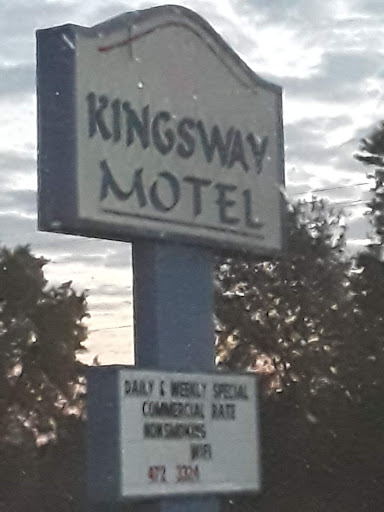 KINGSWAY
MOTEL
DAILY & WEEKLY SPECIAL
COMMERCIAL RATE
NONSMOKING
WIFI
472 3324